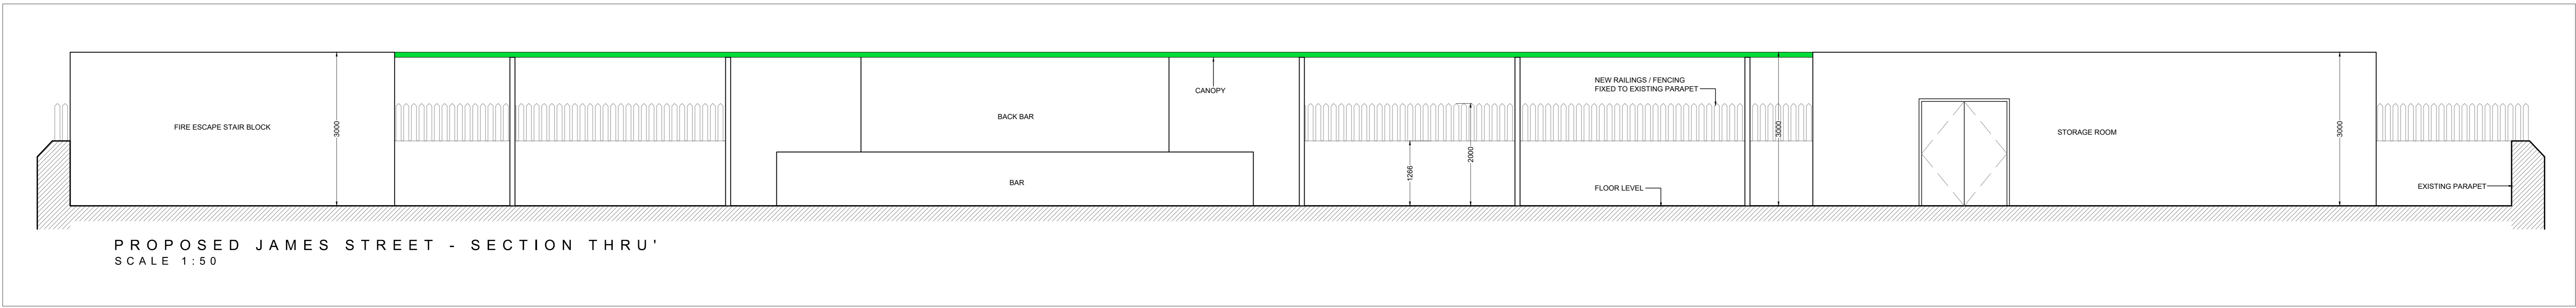 FIRE ESCAPE STAIR BLOCK
3000
BACK BAR
BAR
CANOPY
1266
2000
NEW RAILINGS / FENCING
FIXED TO EXISTING PARAPET
FLOOR LEVEL
3000
STORAGE ROOM
3000
EXISTING PARAPET
PROPOSED JAMES STREET - SECTION THRU'
SCALE 1:50